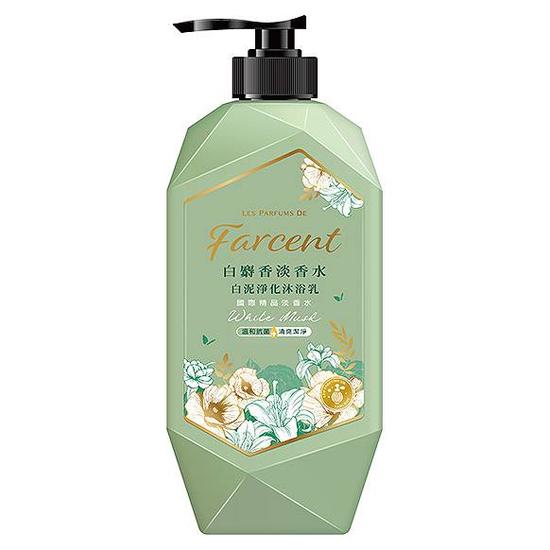 LES PARFUMS DE
Farcent
白麝香淡香水
白泥淨化沐浴乳
國際精品淡香水
White Musk
溫和抗菌 清爽潔淨